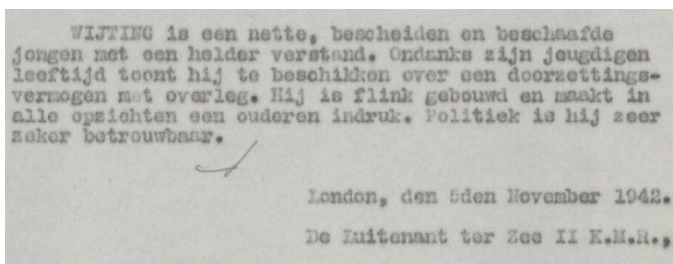 WIJTING is een nette, bescheiden en beschaafde
jongen met een helder verstand. Ondanks zijn jeugdigen
leeftijd toont hij te beschikken over een doorzettings-
vermogen met overleg. Hij is flink gebouwd en maakt in
alle opzichten een ouderen indruk. Politiek is hij zeer
zeker betrouwbaar.
London, den 5den November 1942.
De Luitenant ter Zee II K.M.R.,